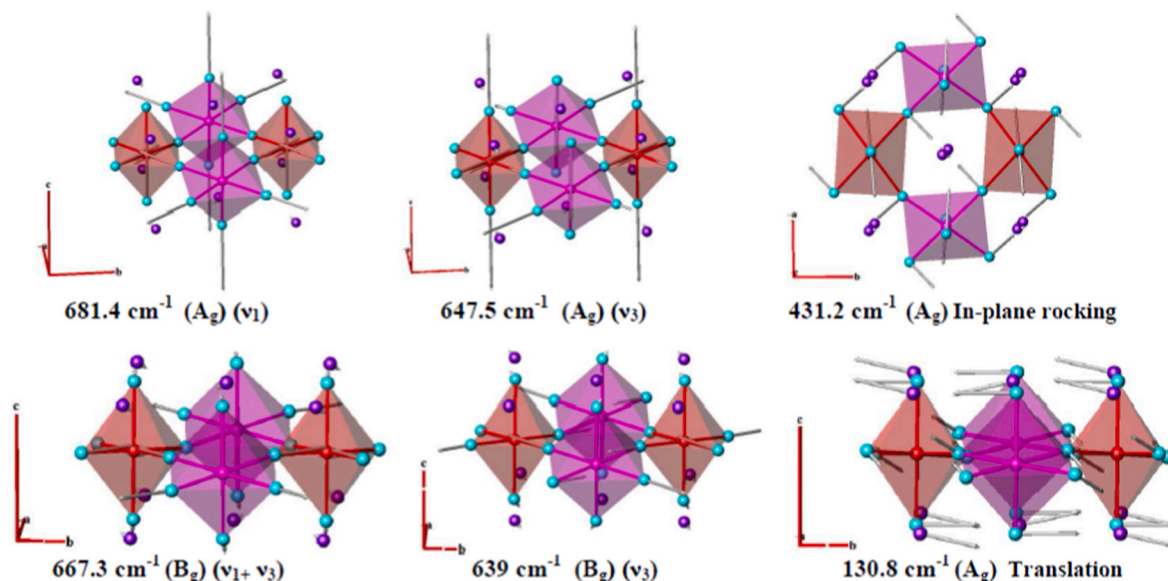 c
a
b
681.4 cm-1 (Ag) (ν1)
c
a
b
647.5 cm-1 (Ag) (ν3)
a
c
b
431.2 cm-1 (Ag) In-plane rocking
c
a
b
667.3 cm-1 (Bg) (ν1+ ν3)
c
a
b
639 cm-1 (Bg) (ν3)
c
a
b
130.8 cm-1 (Ag) Translation